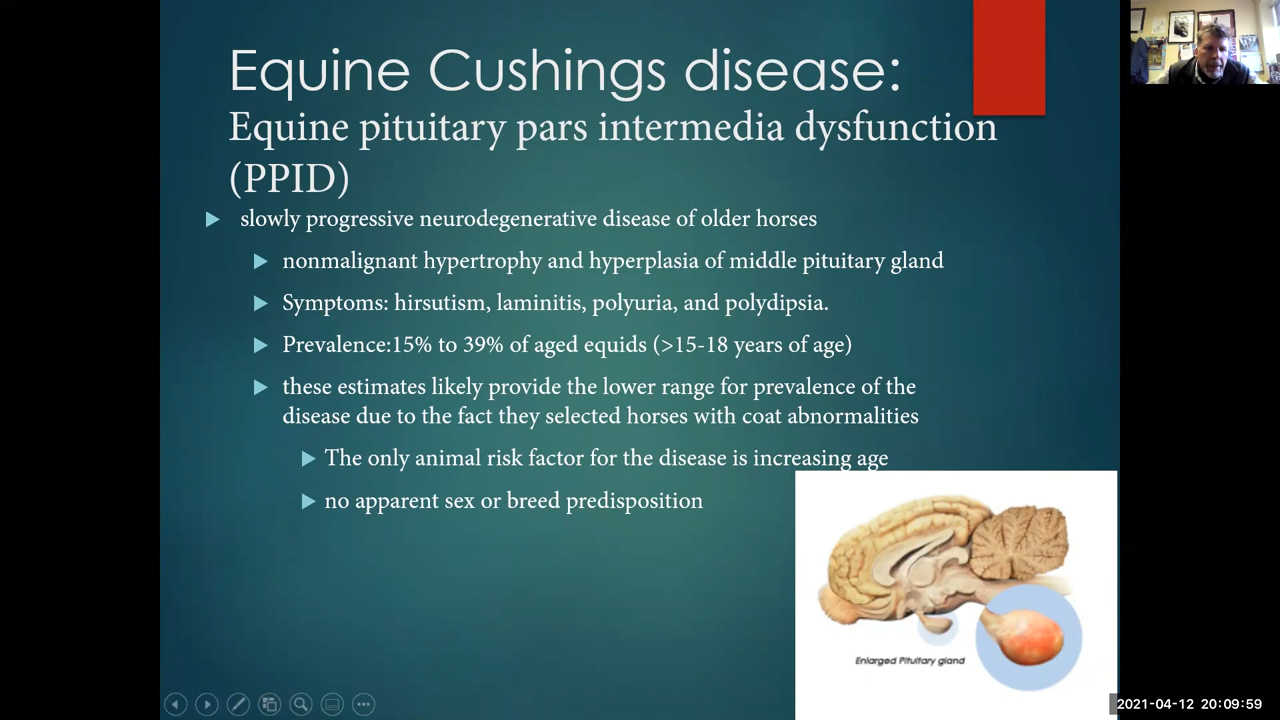 Equine Cushings disease:
Equine pituitary pars intermedia dysfunction
(PPID)
slowly progressive neurodegenerative disease of older horses
nonmalignant hypertrophy and hyperplasia of middle pituitary gland
Symptoms: hirsutism, laminitis, polyuria, and polydipsia.
Prevalence:15% to 39% of aged equids (>15-18 years of age)
these estimates likely provide the lower range for prevalence of the
disease due to the fact they selected horses with coat abnormalities
The only animal risk factor for the disease is increasing age
no apparent sex or breed predisposition
Enlarged Pituitary gland
2021-04-12 20:09:59